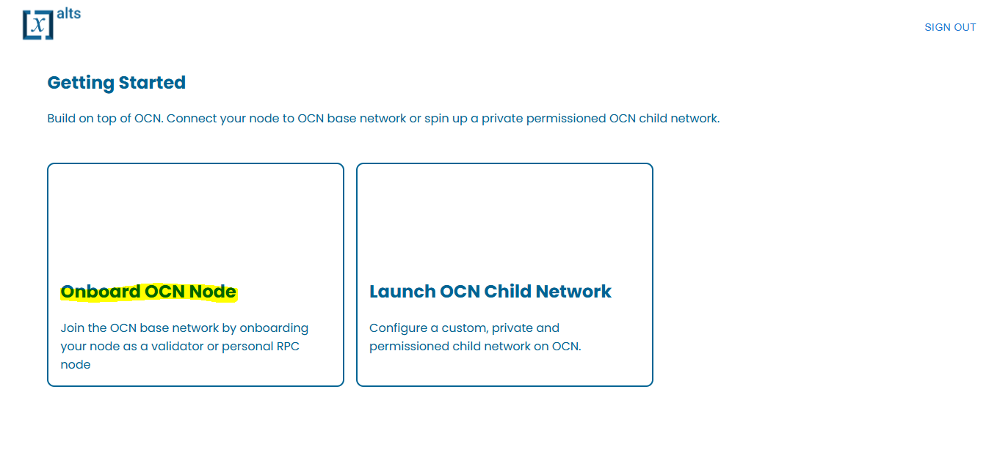 x alts
SIGN OUT
Getting Started
Build on top of OCN. Connect your node to OCN base network or spin up a private permissioned OCN child network.
Onboard OCN Node
Join the OCN base network by onboarding
your node as a validator or personal RPC
node
Launch OCN Child Network
Configure a custom, private and
permissioned child network on OCN.